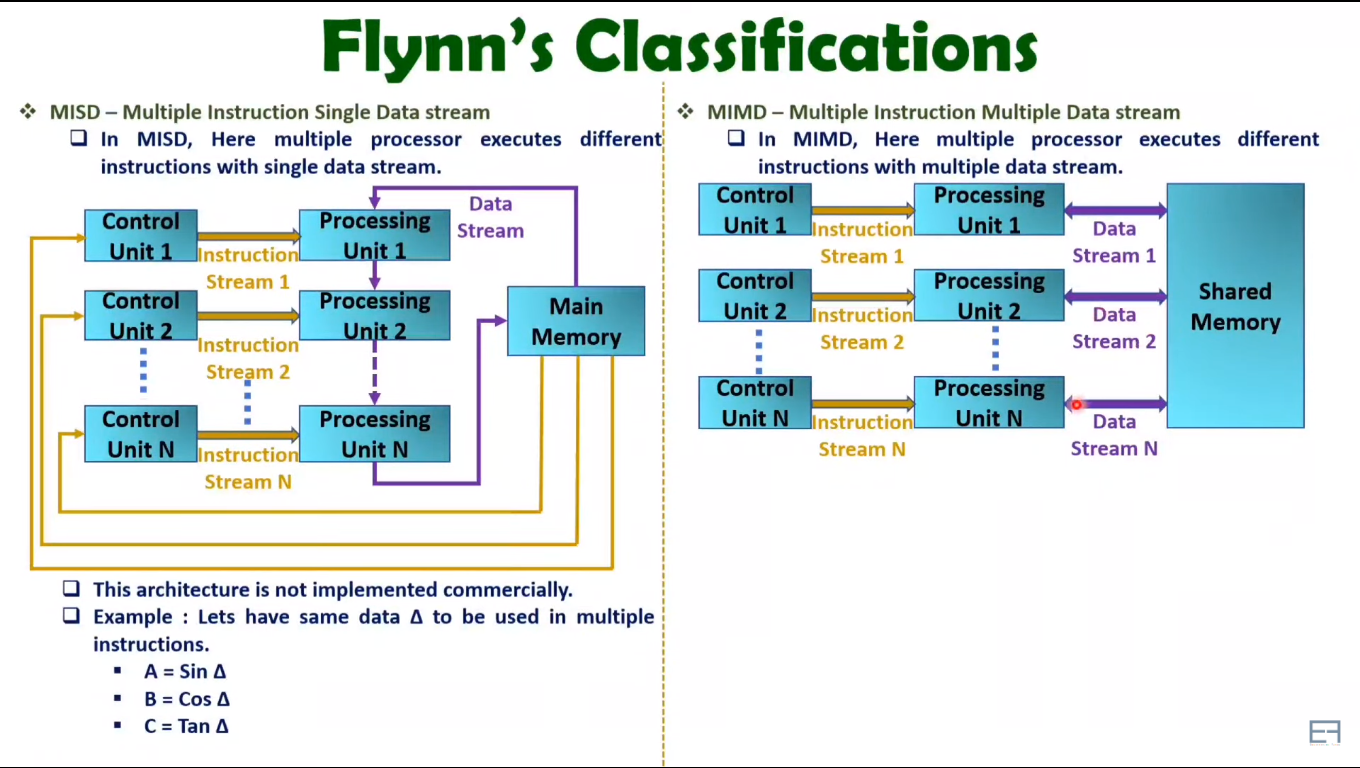 Flynn's Classifications
❖ MISD – Multiple Instruction Single Data stream
❑ In MISD, Here multiple processor executes different
instructions with single data stream.
Control
Unit 1
Instruction
Stream 1
Processing
Unit 1
Data
Stream
Control
Unit 2
Instruction
Stream 2
Processing
Unit 2
Main
Memory
Control
Unit N
Instruction
Stream N
Processing
Unit N
❑ This architecture is not implemented commercially.
❑ Example : Lets have same data Δ to be used in multiple
instructions.
▪ A = Sin Δ
▪ B = Cos Δ
▪ C = Tan Δ
❖ MIMD – Multiple Instruction Multiple Data stream
❑ In MIMD, Here multiple processor executes different
instructions with multiple data stream.
Control
Unit 1
Instruction
Stream 1
Processing
Unit 1
Data
Stream 1
Control
Unit 2
Instruction
Stream 2
Processing
Unit 2
Data
Stream 2
Shared
Memory
Control
Unit N
Instruction
Stream N
Processing
Unit N
Data
Stream N
EF